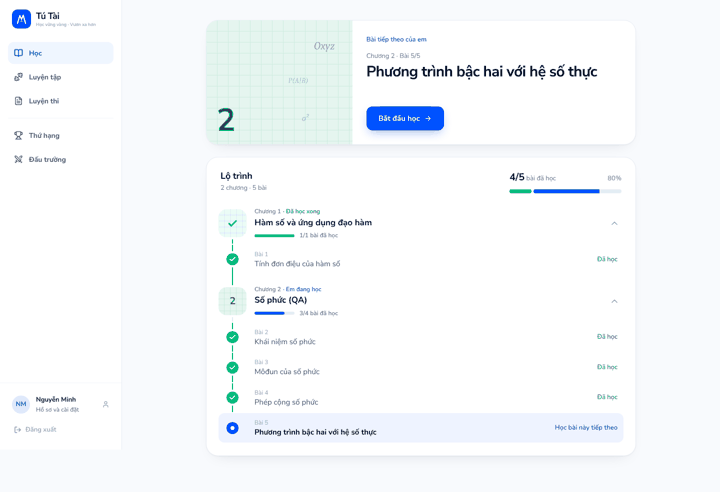 Tú Tài
Học vững vàng · Vươn xa hơn
Học
Luyện tập
Luyện thi
Thứ hạng
Đấu trường
NM
Nguyễn Minh
Hồ sơ và cài đặt
Đăng xuất
Oxyz
P(A|B)
2
Bài tiếp theo của em
Chương 2 · Bài 5/5
Phương trình bậc hai với hệ số thực
Bắt đầu học →
Lộ trình
2 chương · 5 bài
4/5 bài đã học
80%
Chương 1 · Đã học xong
Hàm số và ứng dụng đạo hàm
1/1 bài đã học
Bài 1
Tính đơn điệu của hàm số
Đã học
2
Chương 2 · Em đang học
Số phức (QA)
3/4 bài đã học
Bài 2
Khái niệm số phức
Đã học
Bài 3
Môđun của số phức
Đã học
Bài 4
Phép cộng số phức
Đã học
Bài 5
Phương trình bậc hai với hệ số thực
Học bài này tiếp theo